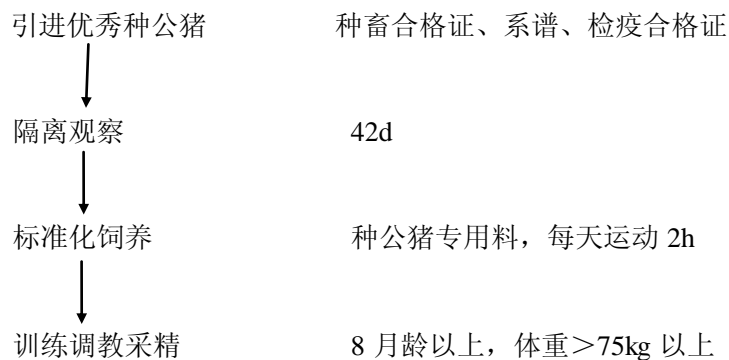 引进优秀种公猪 种畜合格证、系谱、检疫合格证
隔离观察 42d
标准化饲养 种公猪专用料，每天运动 2h
训练调教采精 8 月龄以上，体重＞75kg 以上